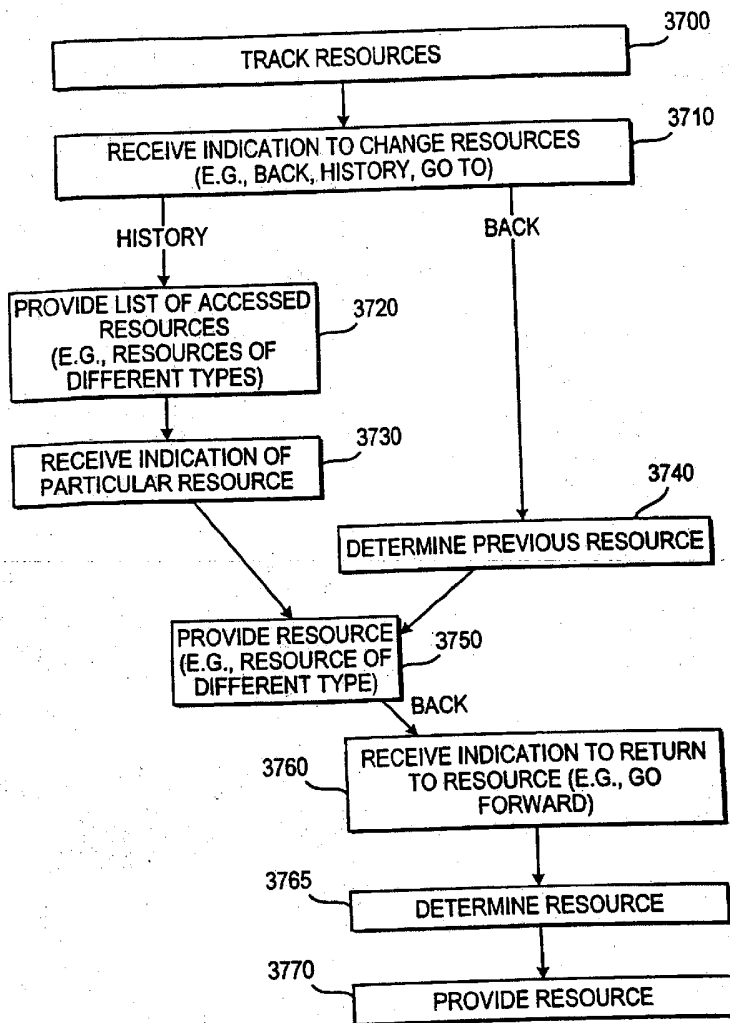 3700
TRACK RESOURCES
3710
RECEIVE INDICATION TO CHANGE RESOURCES
(E.G., BACK, HISTORY, GO TO)
HISTORY
BACK
PROVIDE LIST OF ACCESSED
RESOURCES
(E.G., RESOURCES OF
DIFFERENT TYPES)
3720
3730
RECEIVE INDICATION OF
PARTICULAR RESOURCE
3740
DETERMINE PREVIOUS RESOURCE
PROVIDE RESOURCE
(E.G., RESOURCE OF
DIFFERENT TYPE)
3750
BACK
3760
RECEIVE INDICATION TO RETURN
TO RESOURCE (E.G., GO
FORWARD)
3765
DETERMINE RESOURCE
3770
PROVIDE RESOURCE